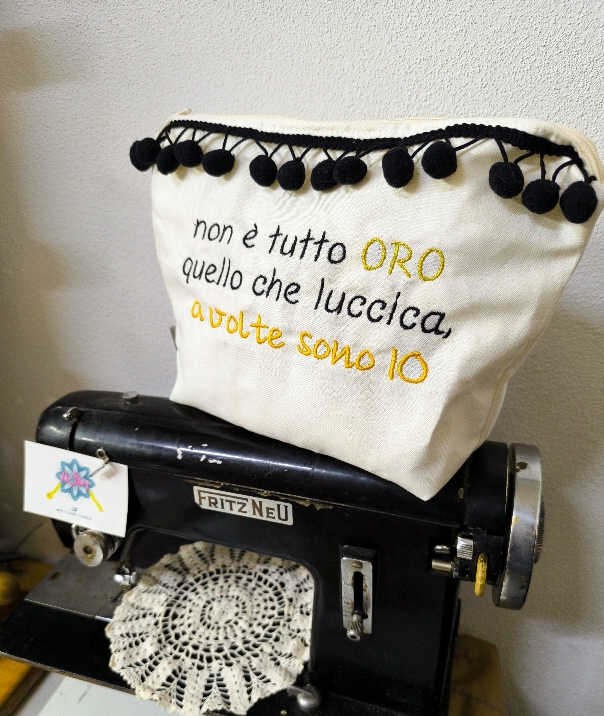 non è tutto ORO
quello che luccica,
a volte sono IO
FRITZ NEU